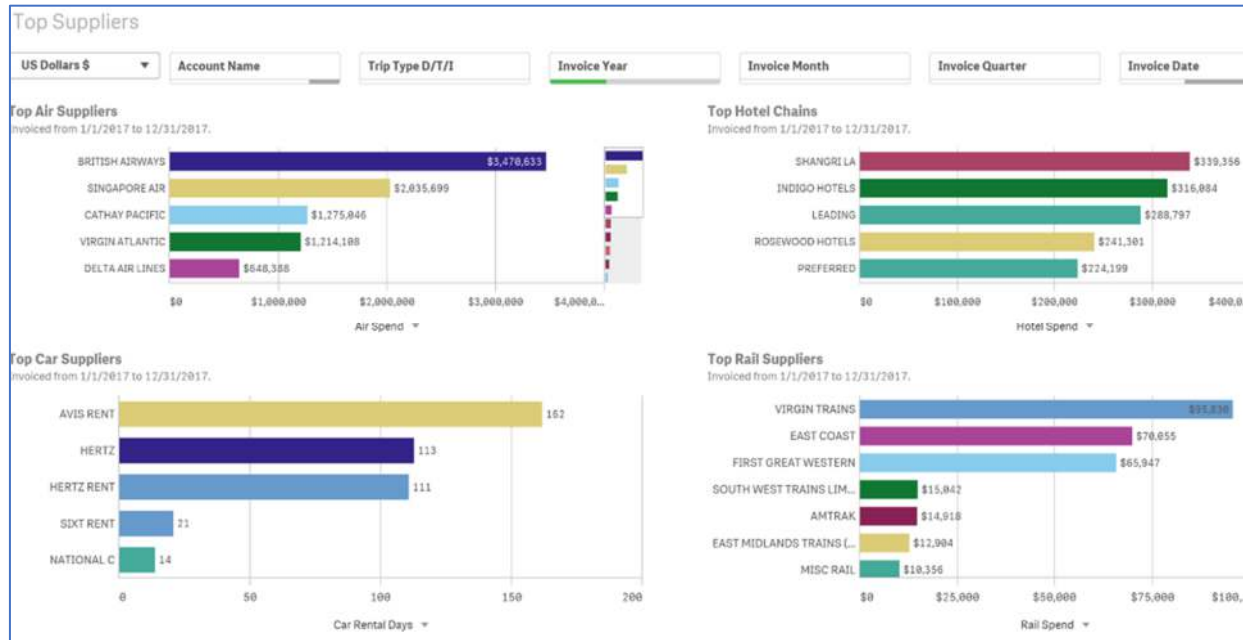 Top Suppliers
US Dollars $ Account Name Trip Type D/T/I Invoice Year Invoice Month Invoice Quarter Invoice Date
Top Air Suppliers
Invoiced from 1/1/2017 to 12/31/2017.
BRITISH AIRWAYS $3,470,633
SINGAPORE AIR $2,035,699
CATHAY PACIFIC $1,275,046
VIRGIN ATLANTIC $1,214,108
DELTA AIR LINES $648,388
$0 $1,000,000 $2,000,000 $3,000,000 $4,000,0...
Air Spend
Top Hotel Chains
Invoiced from 1/1/2017 to 12/31/2017.
SHANGRI LA $339,356
INDIGO HOTELS $316,084
LEADING $288,797
ROSEWOOD HOTELS $241,301
PREFERRED $224,199
$0 $100,000 $200,000 $300,000 $400,0
Hotel Spend
Top Car Suppliers
Invoiced from 1/1/2017 to 12/31/2017.
AVIS RENT 162
HERTZ 113
HERTZ RENT 111
SIXT RENT 21
NATIONAL C 14
0 50 100 150 200
Car Rental Days
Top Rail Suppliers
Invoiced from 1/1/2017 to 12/31/2017.
VIRGIN TRAINS
EAST COAST $70,055
FIRST GREAT WESTERN $65,947
SOUTH WEST TRAINS LIM... $15,042
AMTRAK $14,918
EAST MIDLANDS TRAINS (... $12,904
MISC RAIL $10,356
$0 $25,000 $50,000 $75,000 $100,
Rail Spend